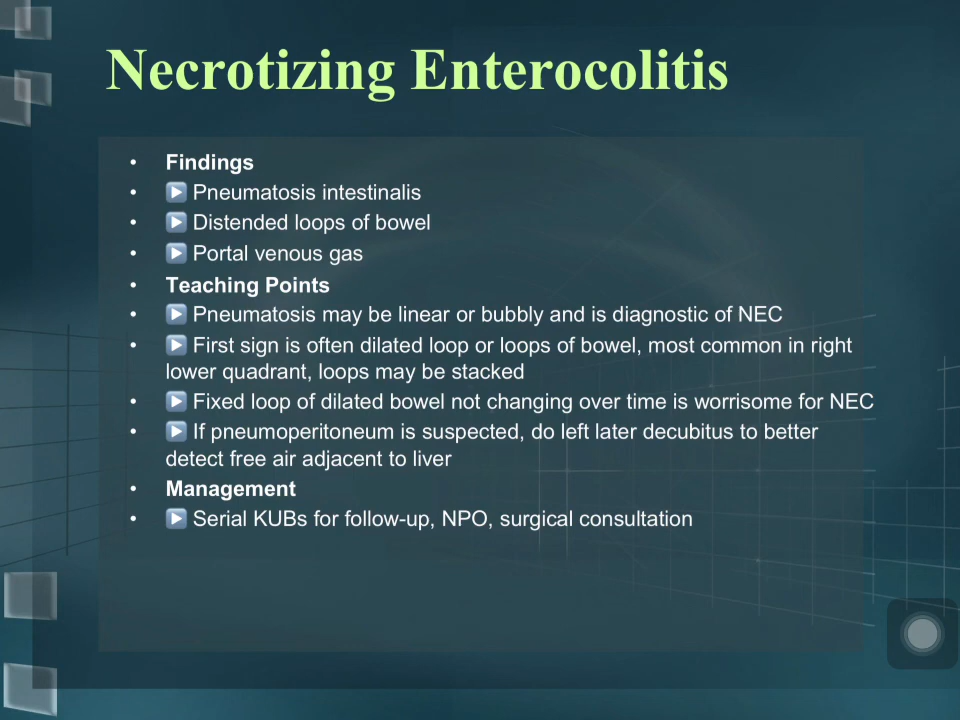 Necrotizing Enterocolitis
• Findings
• ▶ Pneumatosis intestinalis
• ▶ Distended loops of bowel
• ▶ Portal venous gas
• Teaching Points
• ▶ Pneumatosis may be linear or bubbly and is diagnostic of NEC
• ▶ First sign is often dilated loop or loops of bowel, most common in right
lower quadrant, loops may be stacked
• ▶ Fixed loop of dilated bowel not changing over time is worrisome for NEC
• ▶ If pneumoperitoneum is suspected, do left later decubitus to better
detect free air adjacent to liver
• Management
• ▶ Serial KUBs for follow-up, NPO, surgical consultation